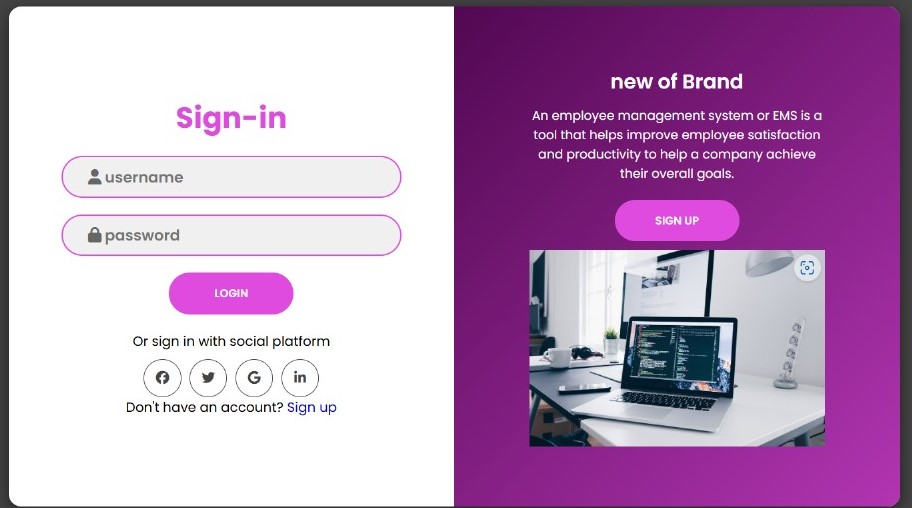 Sign-in
username
password
LOGIN
Or sign in with social platform
Don't have an account? Sign up
new of Brand
An employee management system or EMS is a
tool that helps improve employee satisfaction
and productivity to help a company achieve
their overall goals.
SIGN UP